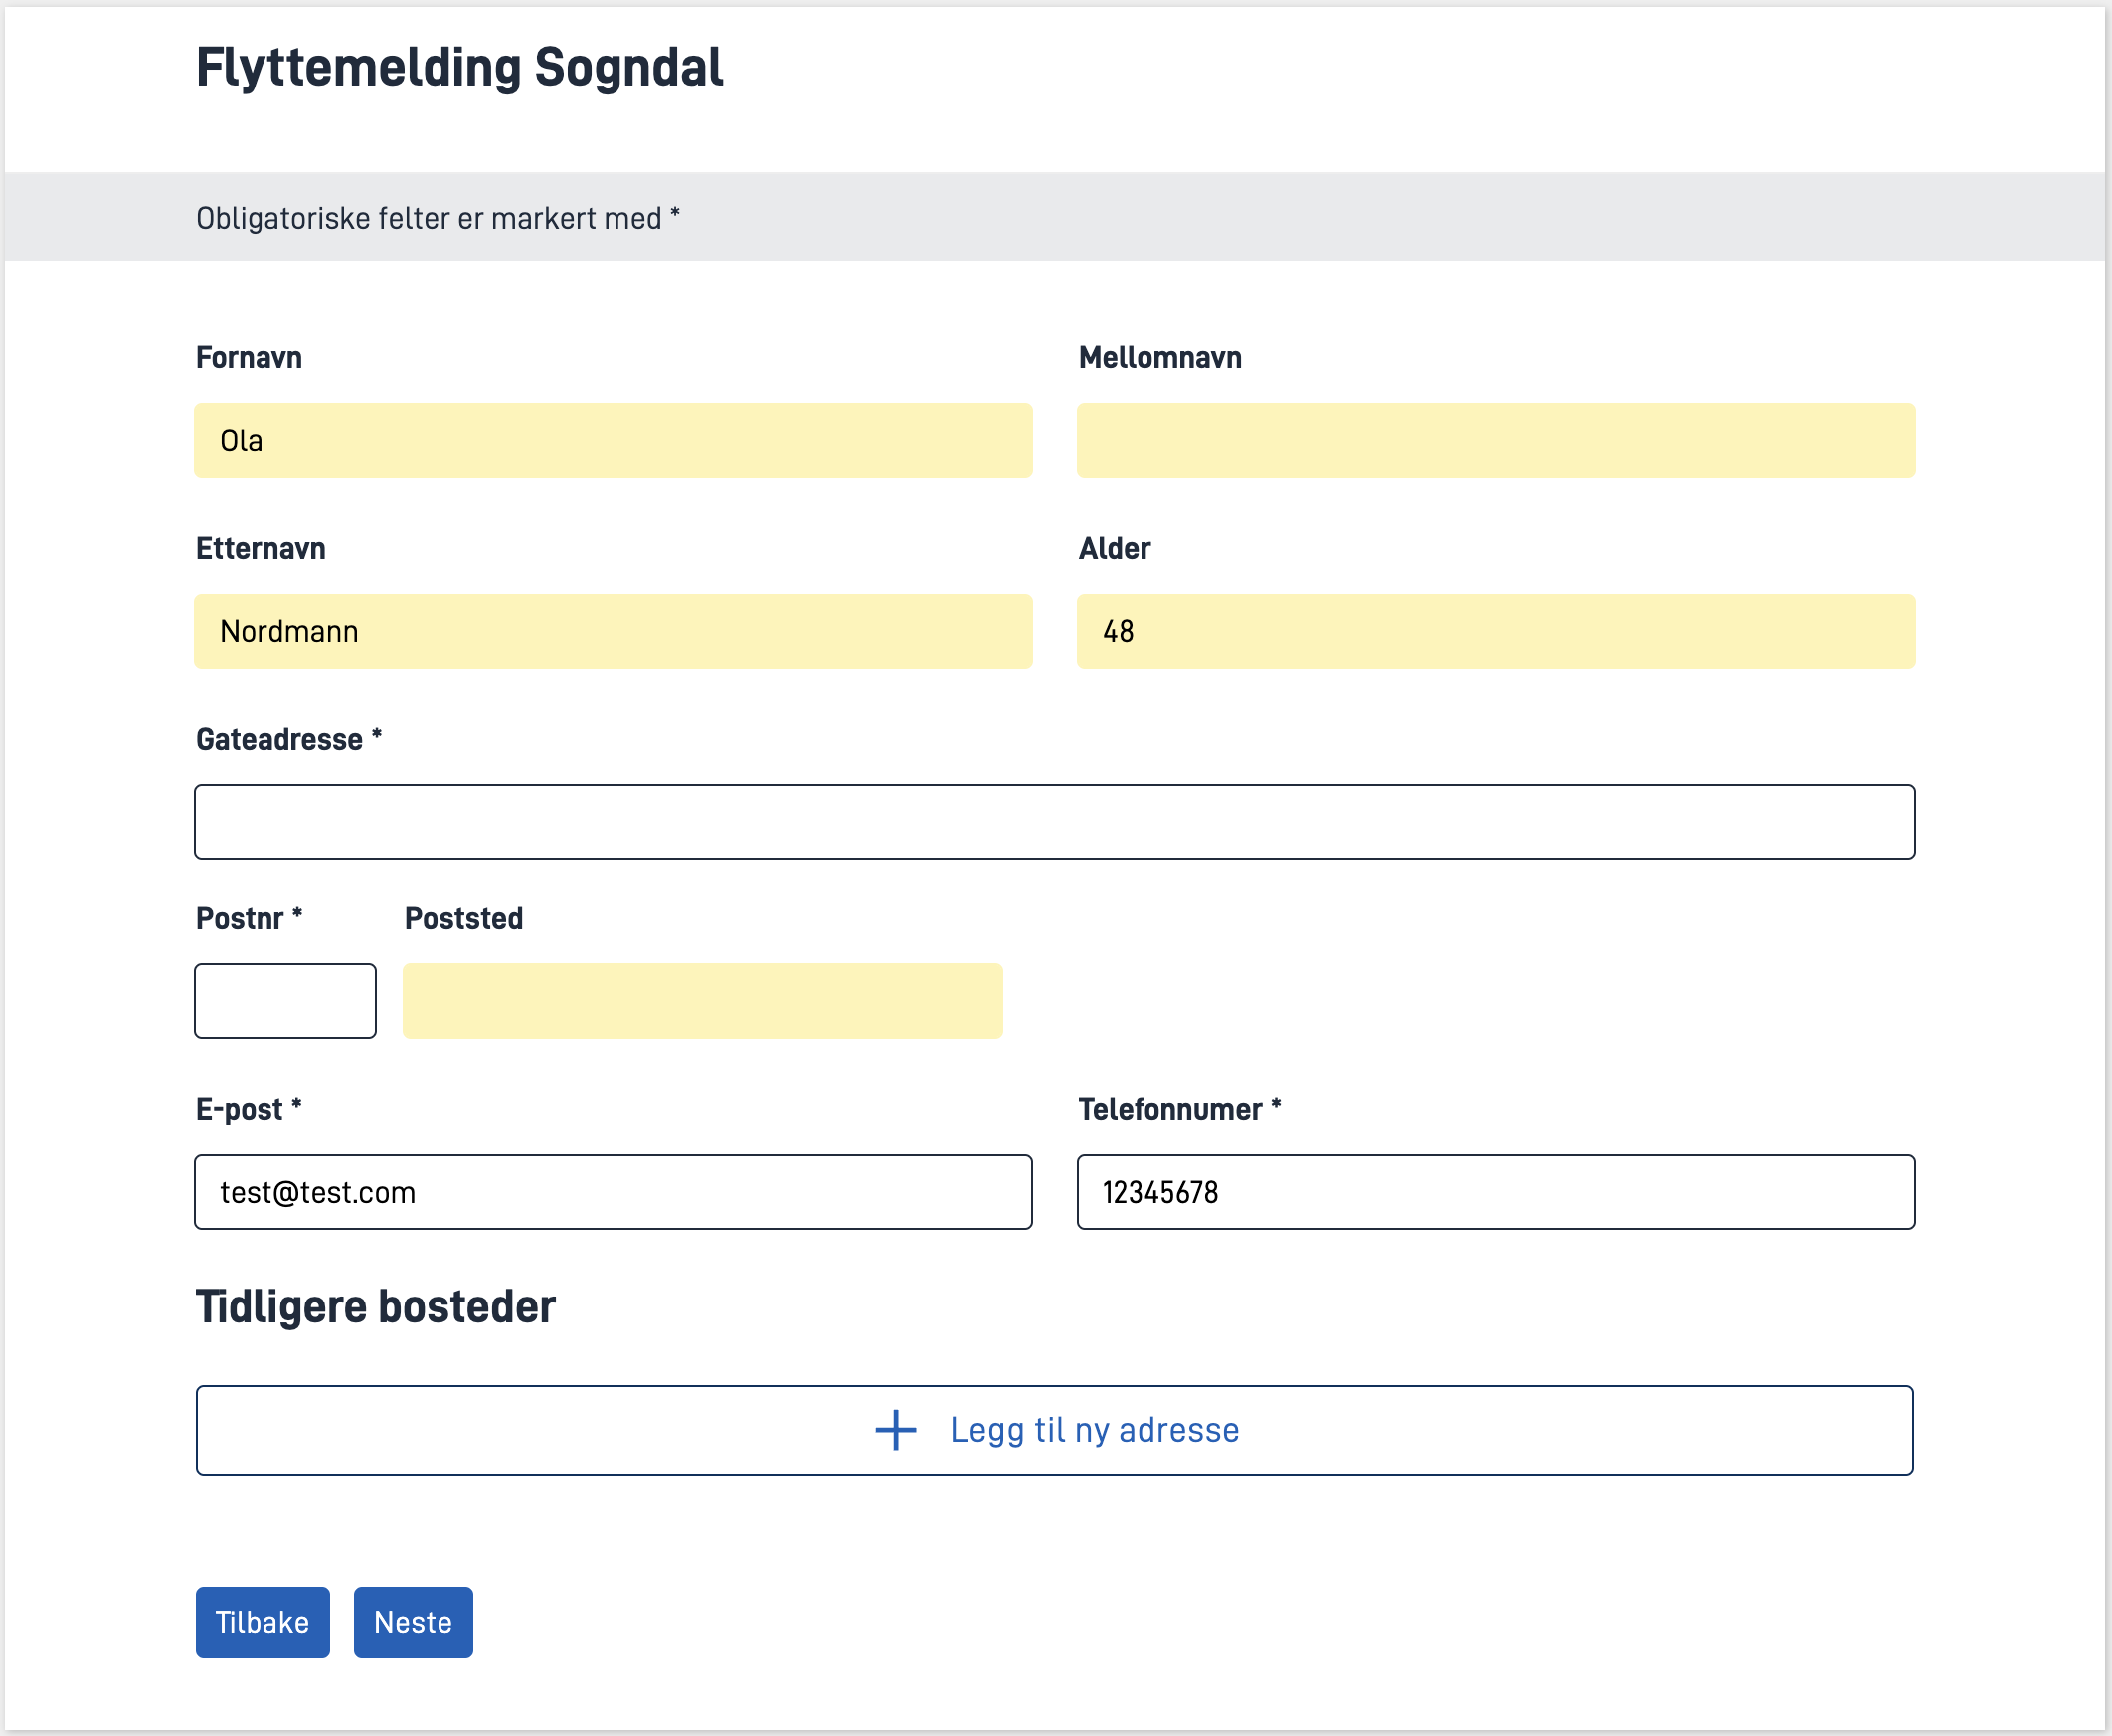 Flyttemelding Sogndal
Obligatoriske felter er markert med *
Fornavn
Mellomnavn
Ola
Etternavn
Alder
Nordmann
48
Gateadresse *
Postnr *
Poststed
E-post *
Telefonnumer *
test@test.com
12345678
Tidligere bosteder
Legg til ny adresse
Tilbake
Neste